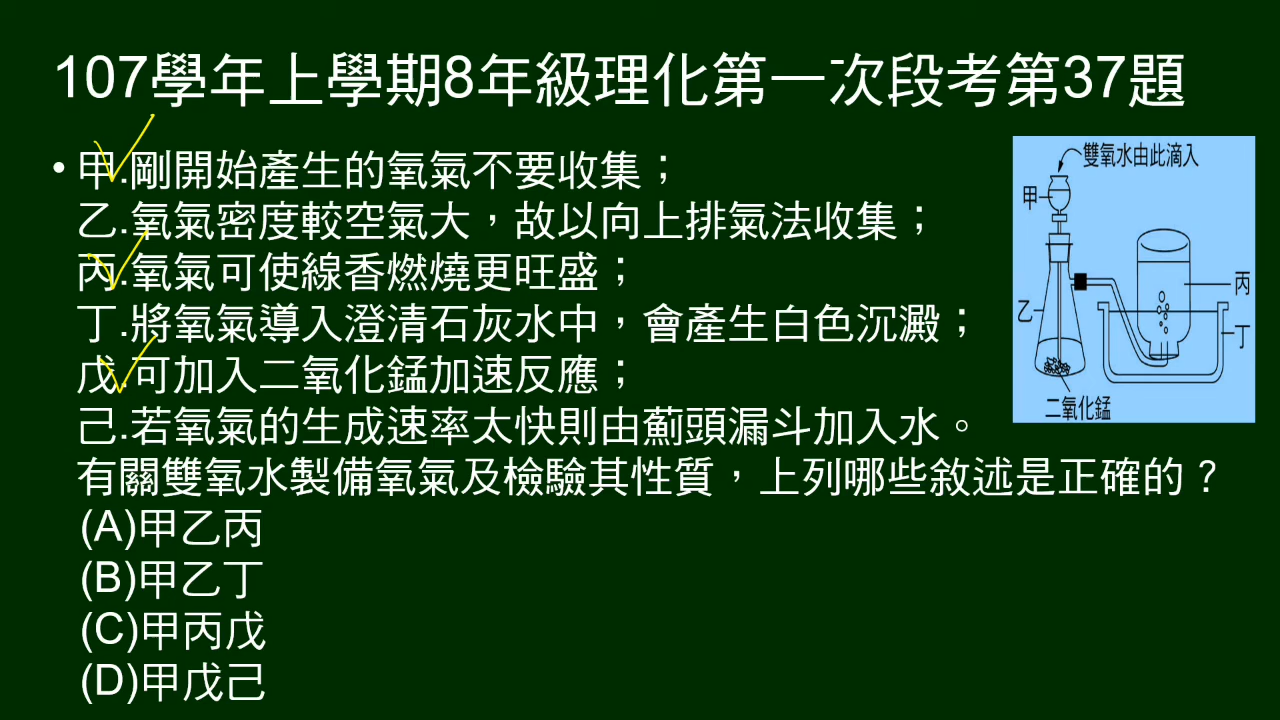 107學年上學期8年級理化第一次段考第37題
• 甲.剛開始產生的氧氣不要收集；
乙.氧氣密度較空氣大，故以向上排氣法收集；
丙.氧氣可使線香燃燒更旺盛；
丁.將氧氣導入澄清石灰水中，會產生白色沉澱；
戊.可加入二氧化錳加速反應；
己.若氧氣的生成速率太快則由薊頭漏斗加入水。
有關雙氧水製備氧氣及檢驗其性質，上列哪些敘述是正確的？
(A)甲乙丙
(B)甲乙丁
(C)甲丙戊
(D)甲戊己
雙氧水由此滴入
甲
乙
丙
丁
二氧化錳